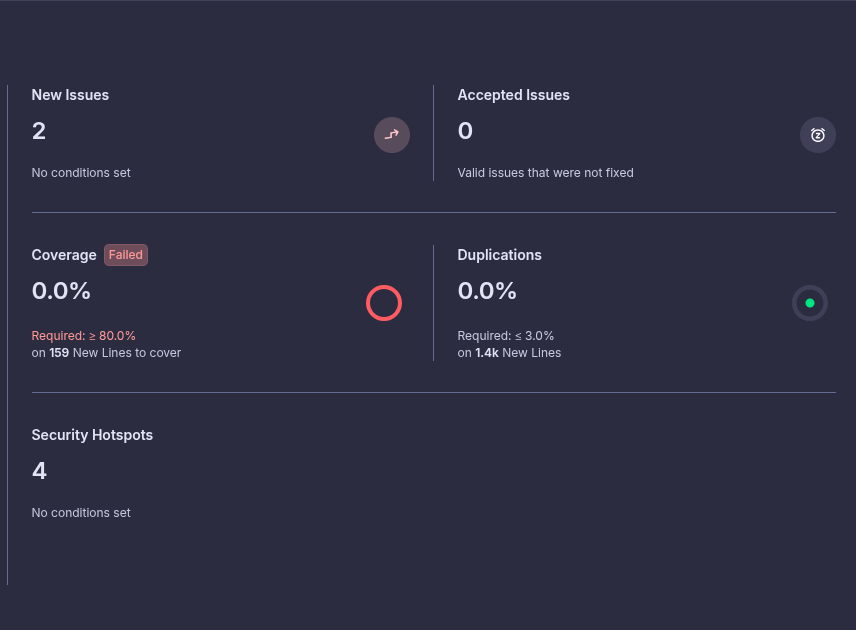 New Issues
2
No conditions set
Accepted Issues
0
Valid issues that were not fixed
Coverage Failed
0.0%
Required: ≥ 80.0%
on 159 New Lines to cover
Duplications
0.0%
Required: ≤ 3.0%
on 1.4k New Lines
Security Hotspots
4
No conditions set